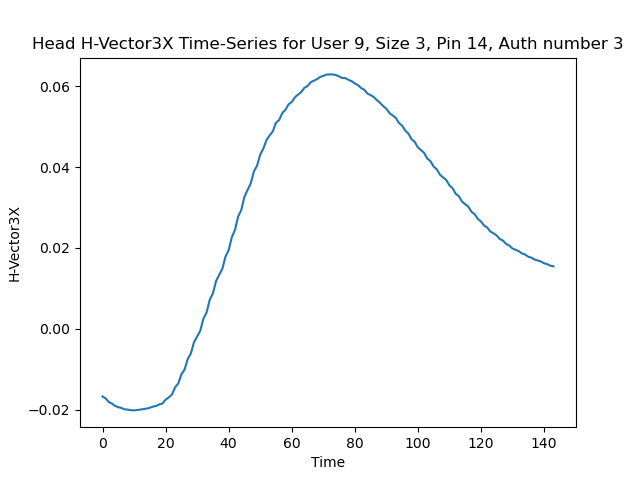 Head H-Vector3X Time-Series for User 9, Size 3, Pin 14, Auth number 3
0.06
0.04
0.02
0.00
−0.02
H-Vector3X
0 20 40 60 80 100 120 140
Time